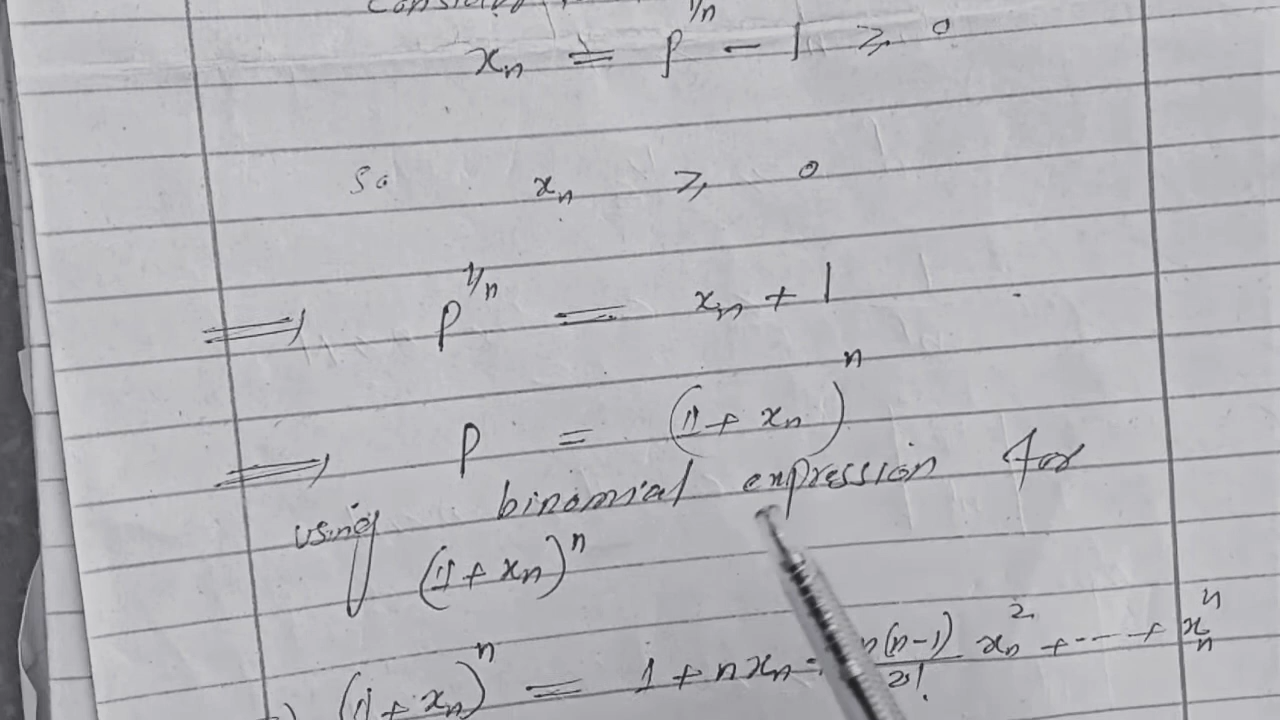 x_n = p^{1/n} - 1 ≥ 0
So x_n ≥ 0
⟹ p^{1/n} = x_n + 1
⟹ p = (1 + x_n)^n
using binomial expression for
(1 + x_n)^n
(1 + x_n)^n = 1 + n x_n + n(n-1)/2! x_n^2 + ---- + x_n^n